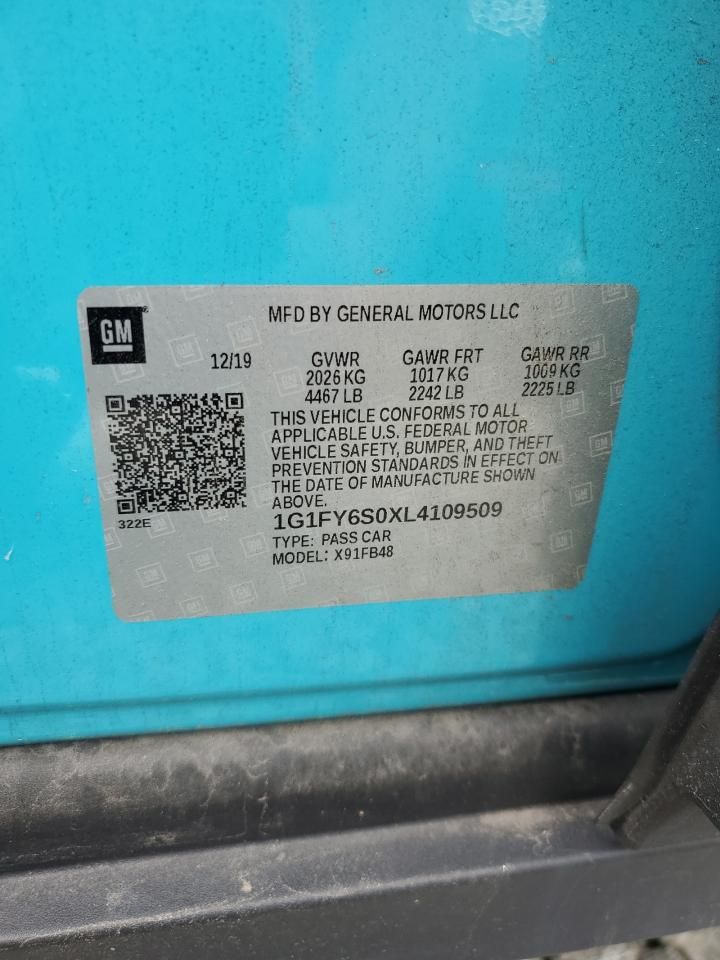 GM
MFD BY GENERAL MOTORS LLC
12/19
GVWR
2026 KG
4467 LB
GAWR FRT
1017 KG
2242 LB
GAWR RR
1009 KG
2225 LB
THIS VEHICLE CONFORMS TO ALL
APPLICABLE U.S. FEDERAL MOTOR
VEHICLE SAFETY, BUMPER, AND THEFT
PREVENTION STANDARDS IN EFFECT ON
THE DATE OF MANUFACTURE SHOWN
ABOVE.
322E
1G1FY6S0XL4109509
TYPE: PASS CAR
MODEL: X91FB48